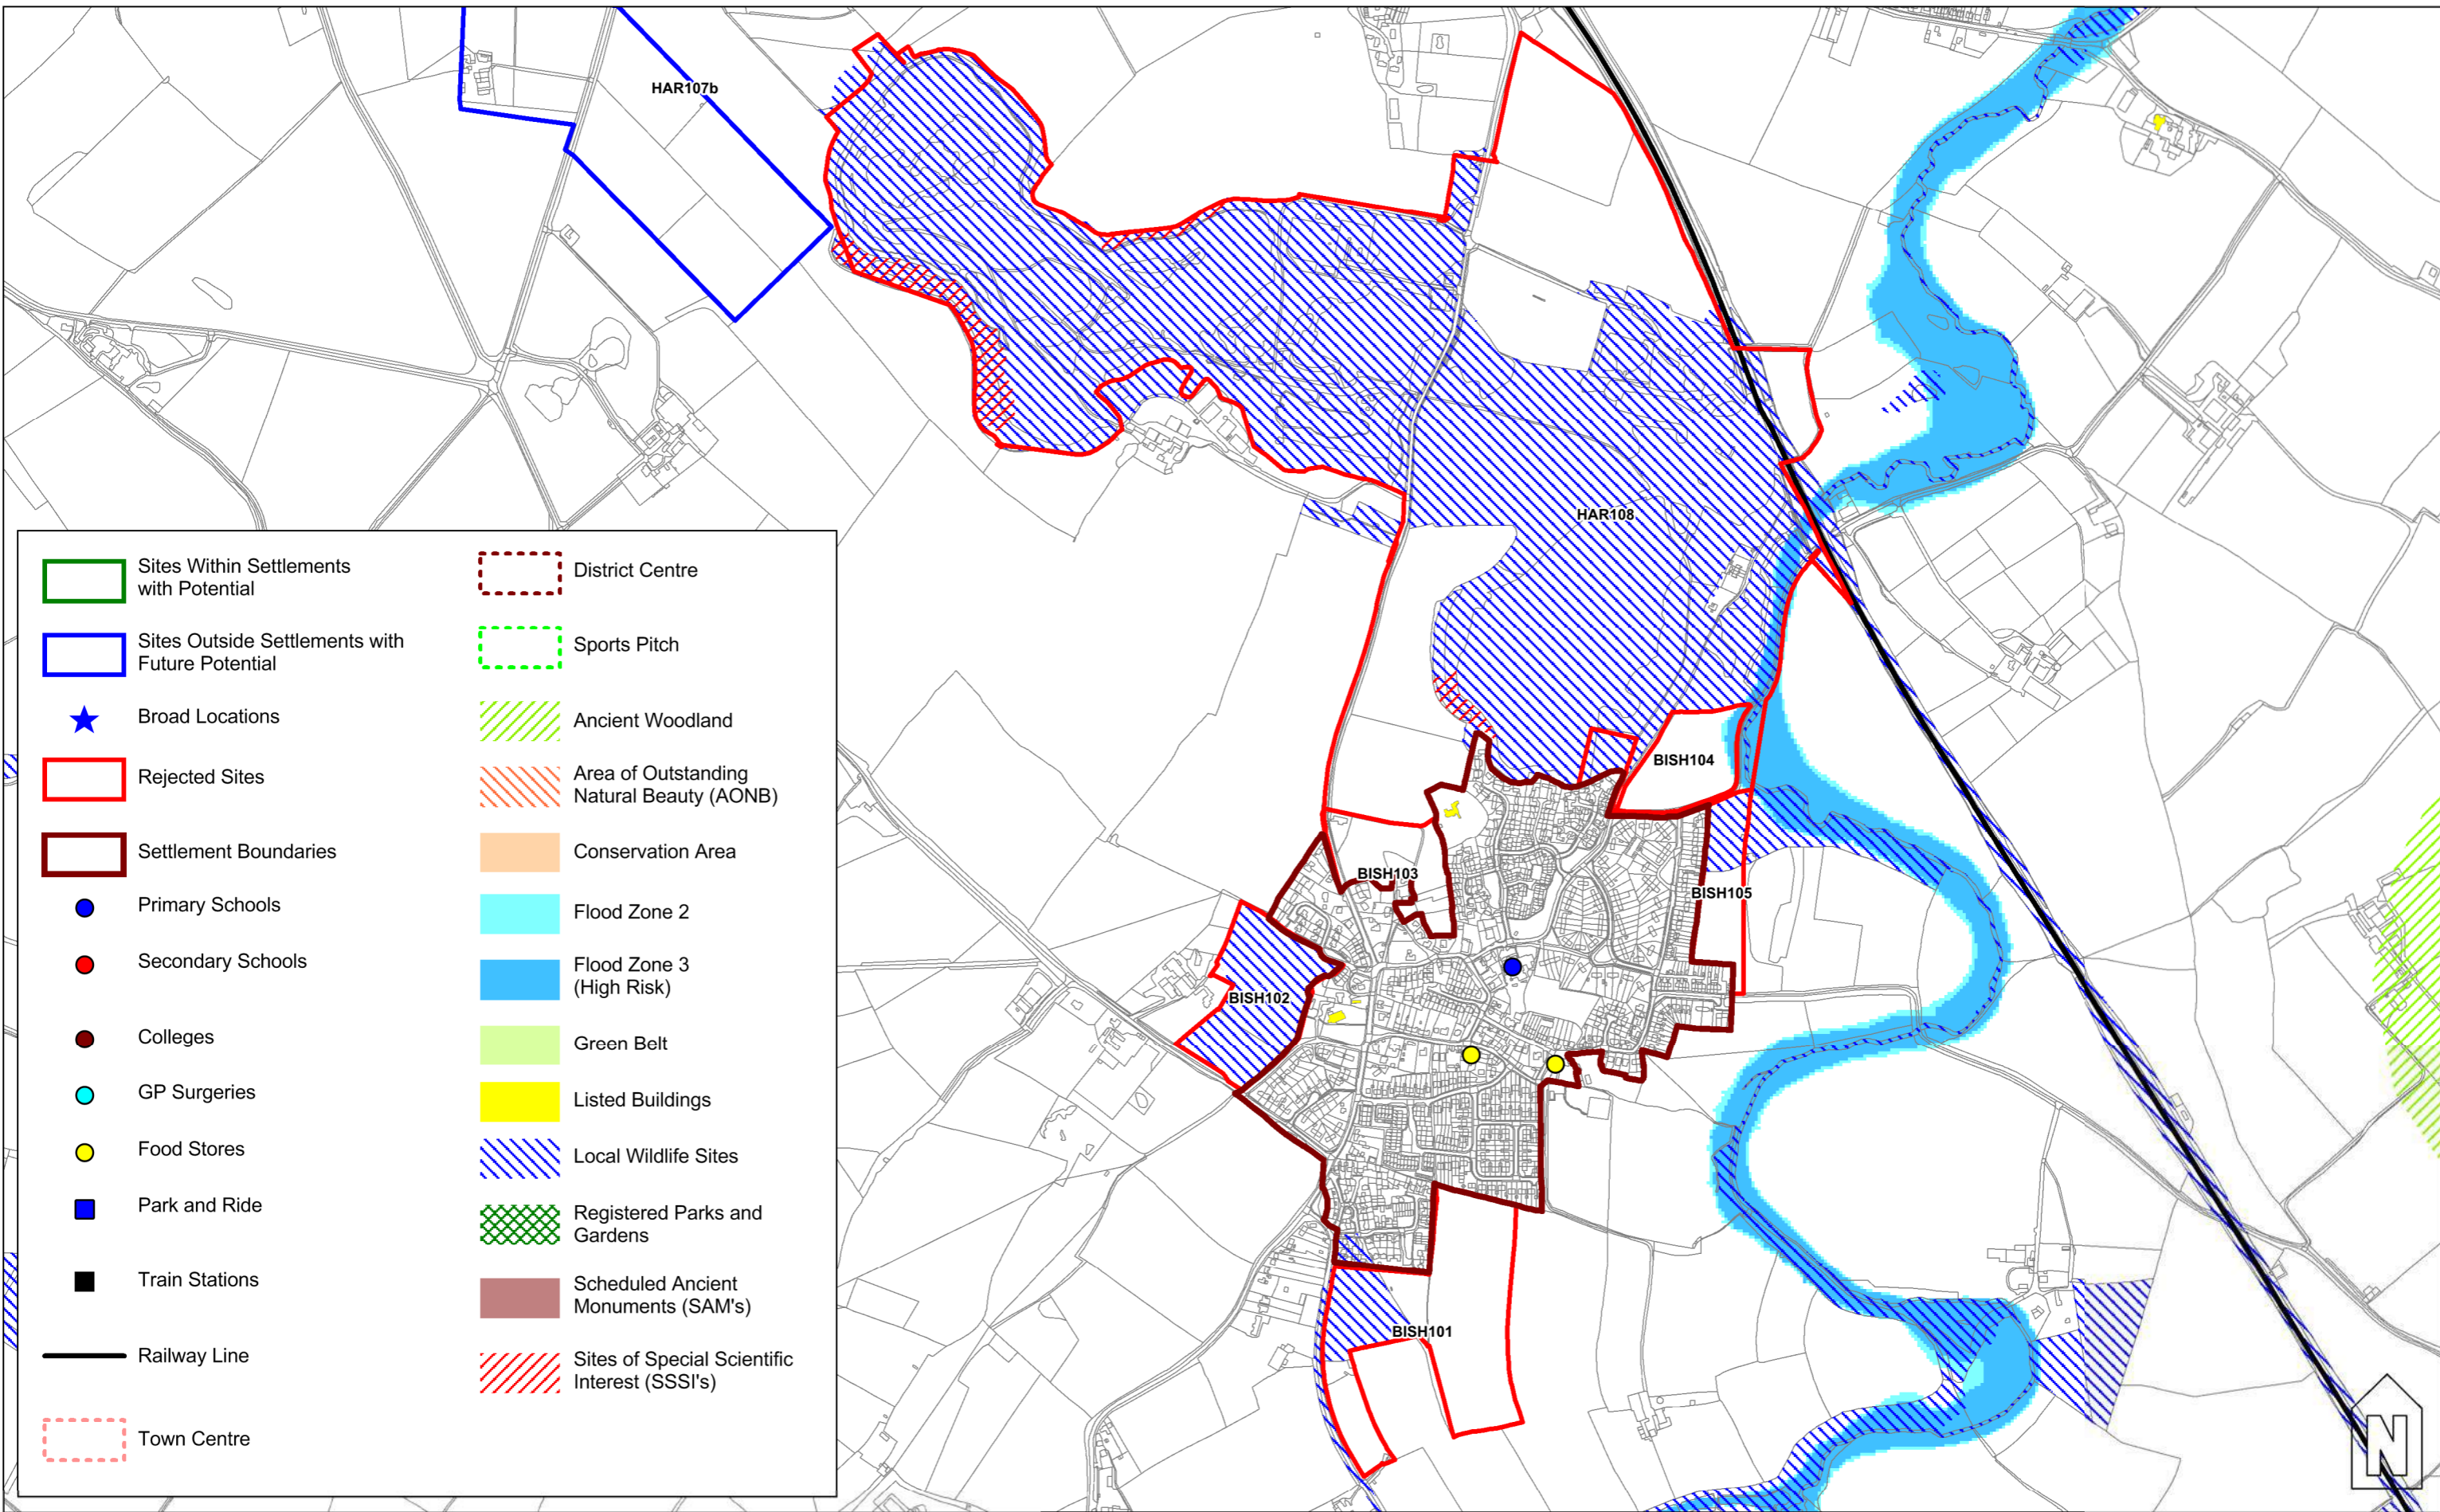 HAR107b
HAR108
BISH104
BISH103
BISH105
BISH102
BISH101
Sites Within Settlements
with Potential
Sites Outside Settlements with
Future Potential
Broad Locations
Rejected Sites
Settlement Boundaries
Primary Schools
Secondary Schools
Colleges
GP Surgeries
Food Stores
Park and Ride
Train Stations
Railway Line
Town Centre
District Centre
Sports Pitch
Ancient Woodland
Area of Outstanding
Natural Beauty (AONB)
Conservation Area
Flood Zone 2
Flood Zone 3
(High Risk)
Green Belt
Listed Buildings
Local Wildlife Sites
Registered Parks and
Gardens
Scheduled Ancient
Monuments (SAM's)
Sites of Special Scientific
Interest (SSSI's)
N